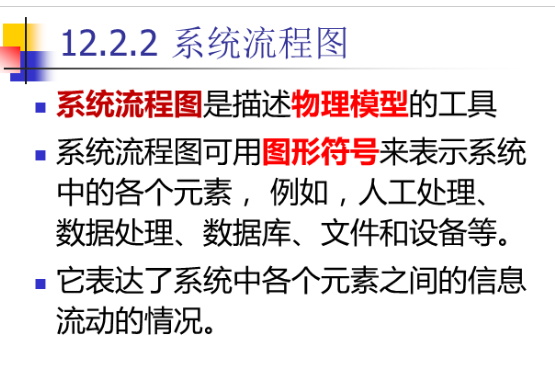 12.2.2 系统流程图
系统流程图是描述物理模型的工具
系统流程图可用图形符号来表示系统
中的各个元素，例如，人工处理、
数据处理、数据库、文件和设备等。
它表达了系统中各个元素之间的信息
流动的情况。